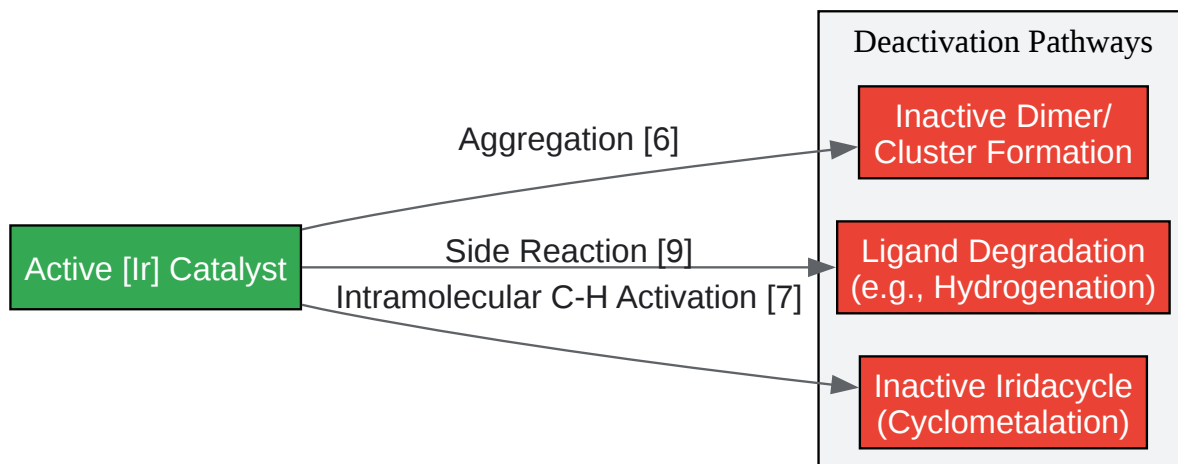 Deactivation Pathways
Inactive Dimer/
Cluster Formation
Aggregation [6]
Active [Ir] Catalyst
Side Reaction [9]
Ligand Degradation
(e.g., Hydrogenation)
Intramolecular C-H Activation [7]
Inactive Iridacycle
(Cyclometalation)